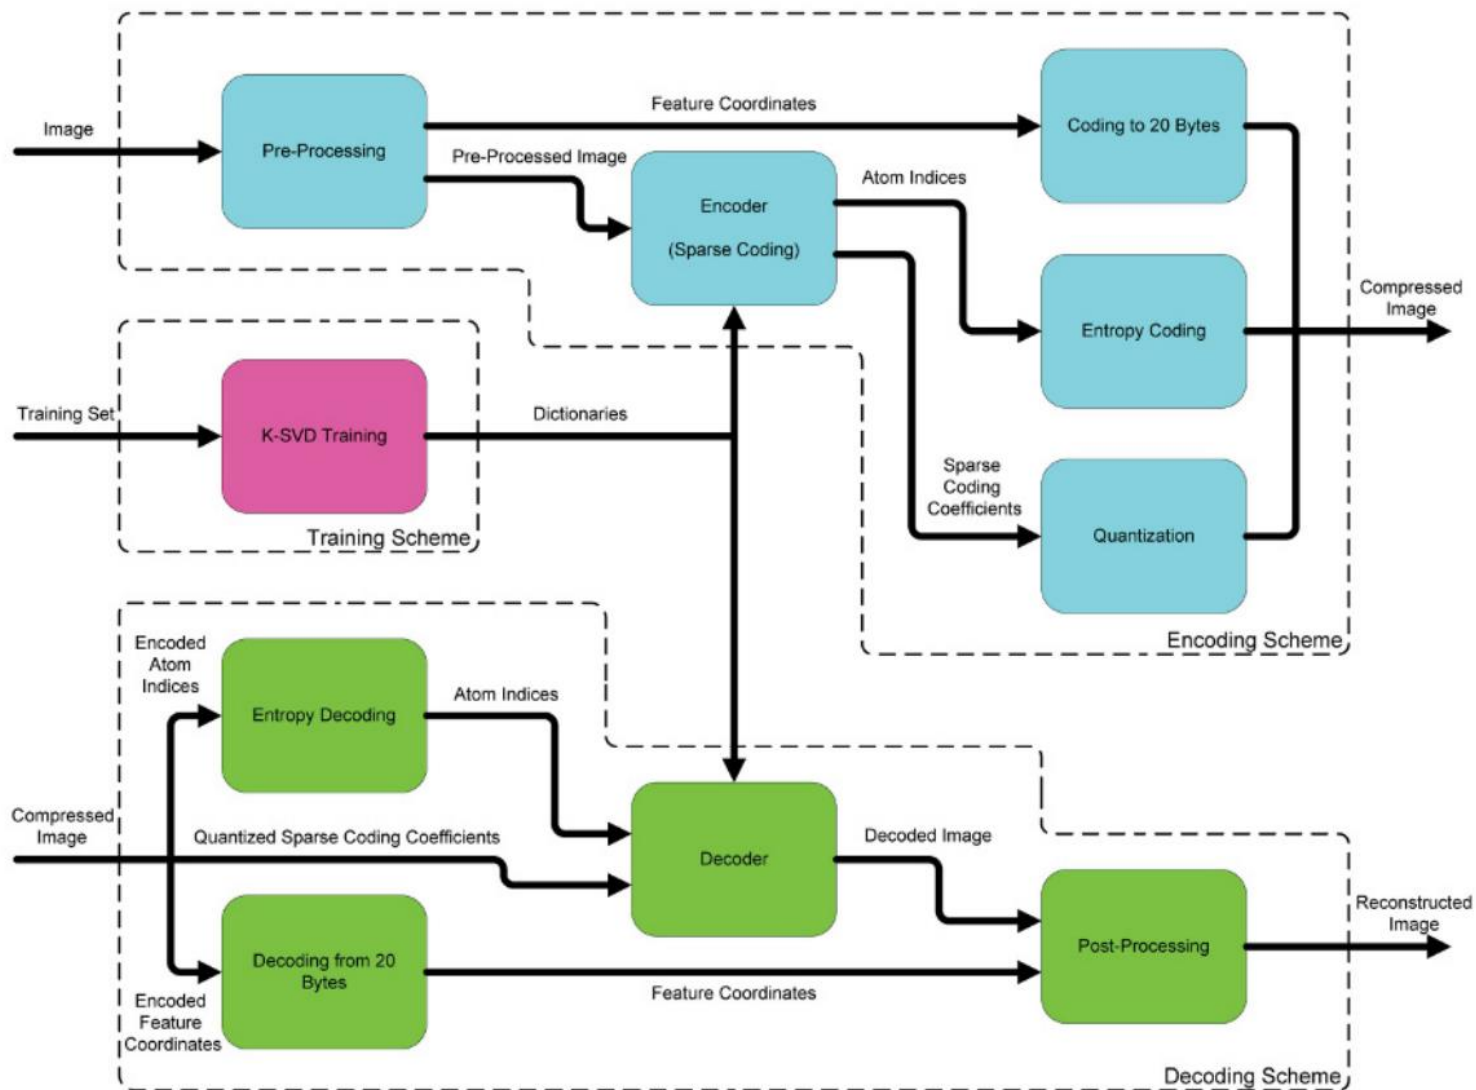 Image
Pre-Processing
Feature Coordinates
Pre-Processed Image
Encoder
(Sparse Coding)
Atom Indices
Coding to 20 Bytes
Entropy Coding
Compressed
Image
Sparse
Coding
Coefficients
Quantization
Encoding Scheme
Training Set
K-SVD Training
Dictionaries
Training Scheme
Encoded
Atom
Indices
Entropy Decoding
Atom Indices
Compressed
Image
Quantized Sparse Coding Coefficients
Decoder
Decoded Image
Decoding from 20
Bytes
Encoded
Feature
Coordinates
Feature Coordinates
Post-Processing
Reconstructed
Image
Decoding Scheme